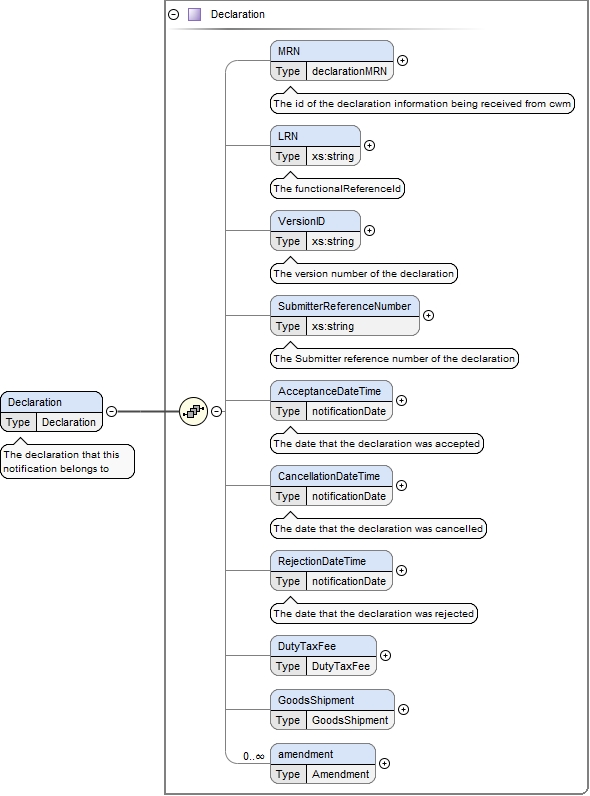 Declaration
MRN
Type declarationMRN
The id of the declaration information being received from cwm
LRN
Type xs:string
The functionalReferenceId
VersionID
Type xs:string
The version number of the declaration
SubmitterReferenceNumber
Type xs:string
The Submitter reference number of the declaration
Declaration
Type Declaration
The declaration that this
notification belongs to
AcceptanceDateTime
Type notificationDate
The date that the declaration was accepted
CancellationDateTime
Type notificationDate
The date that the declaration was cancelled
RejectionDateTime
Type notificationDate
The date that the declaration was rejected
DutyTaxFee
Type DutyTaxFee
GoodsShipment
Type GoodsShipment
0..∞
amendment
Type Amendment